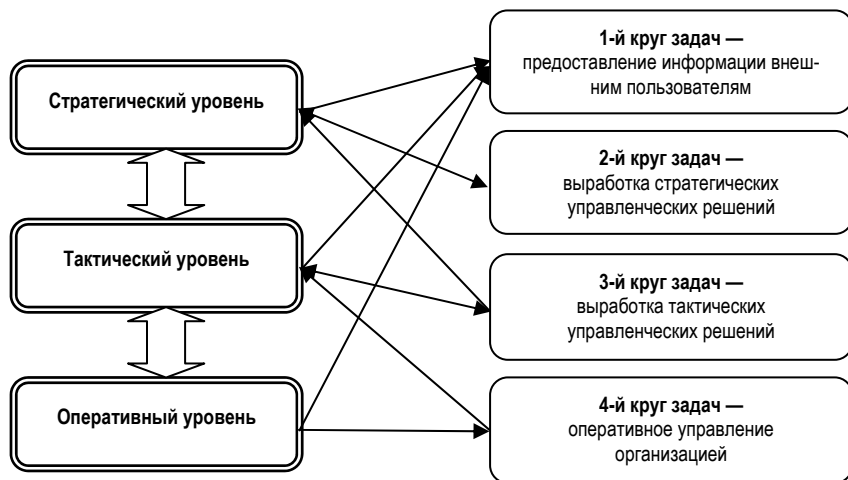 Стратегический уровень
Тактический уровень
Оперативный уровень
1-й круг задач —
предоставление информации внеш-
ним пользователям
2-й круг задач —
выработка стратегических
управленческих решений
3-й круг задач —
выработка тактических
управленческих решений
4-й круг задач —
оперативное управление
организацией